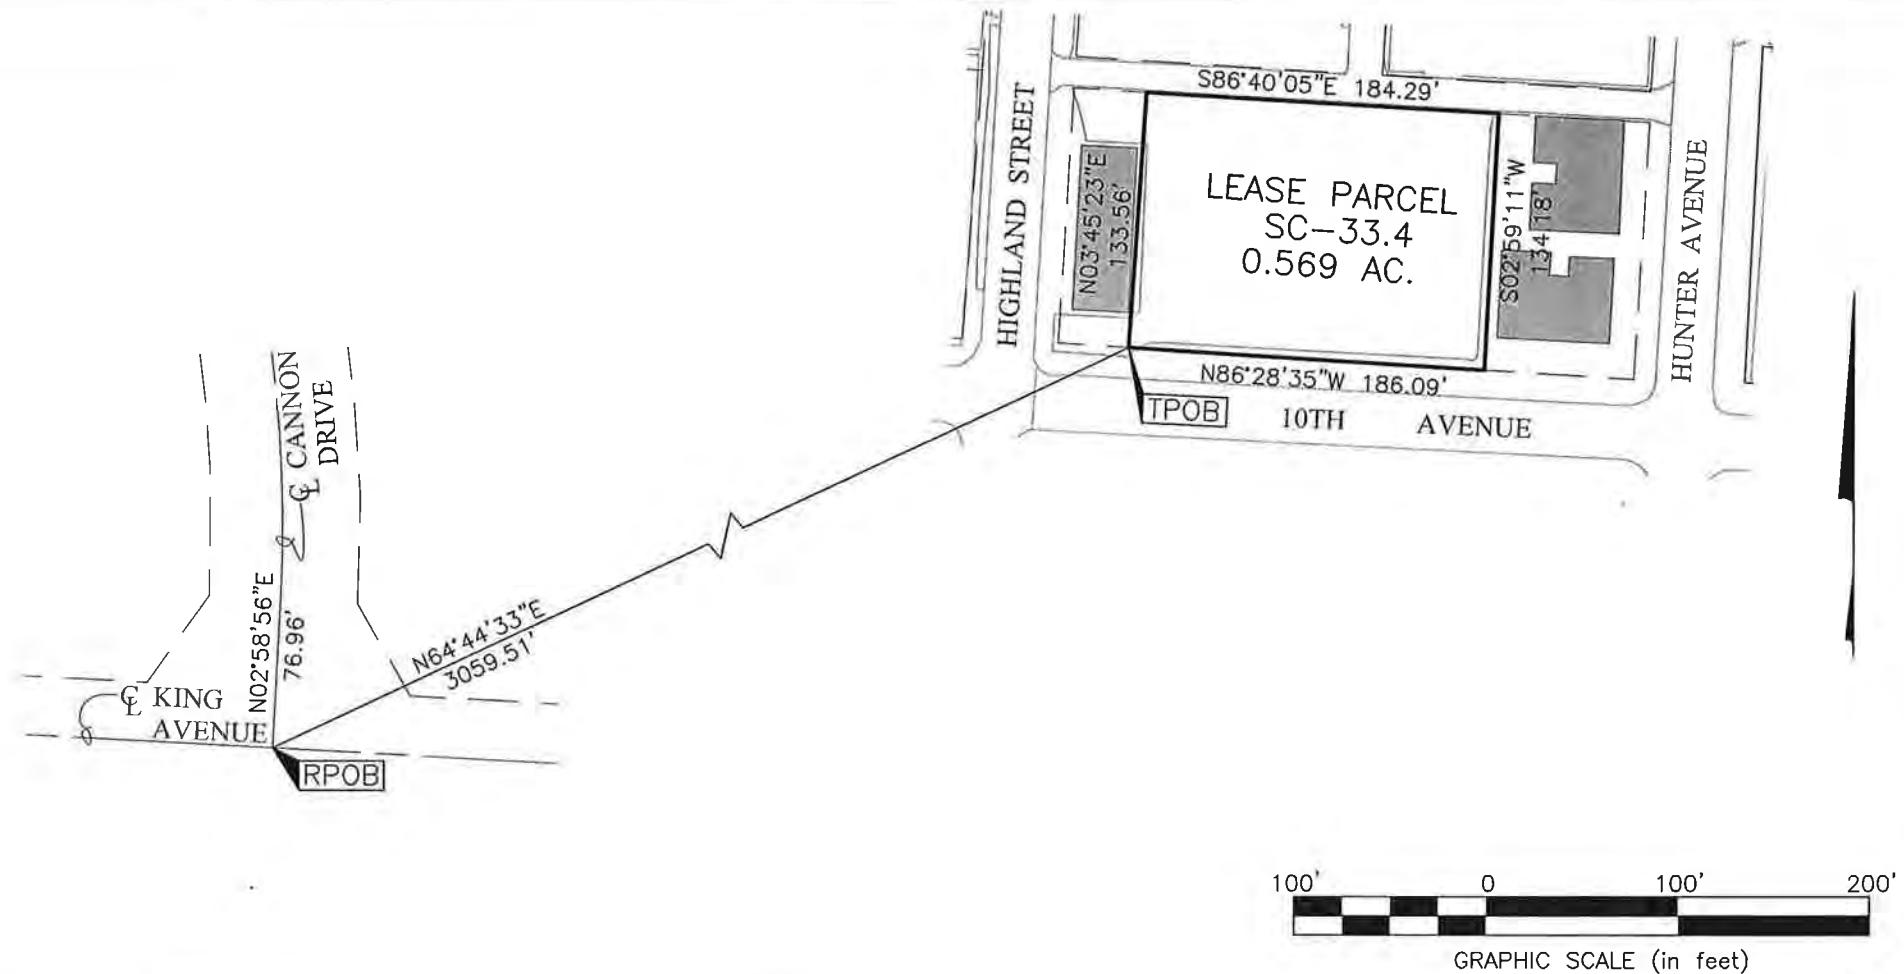 S86°40'05"E 184.29'
HIGHLAND STREET
N03°45'23"E
133.56'
LEASE PARCEL
SC-33.4
0.569 AC.
S02°59'11"W
134.18'
HUNTER AVENUE
N86°28'35"W 186.09'
TPOB
10TH AVENUE
℄ CANNON
DRIVE
N02°58'56"E
76.96'
N64°44'33"E
3059.51'
℄ KING
AVENUE
RPOB
100' 0 100' 200'
GRAPHIC SCALE (in feet)